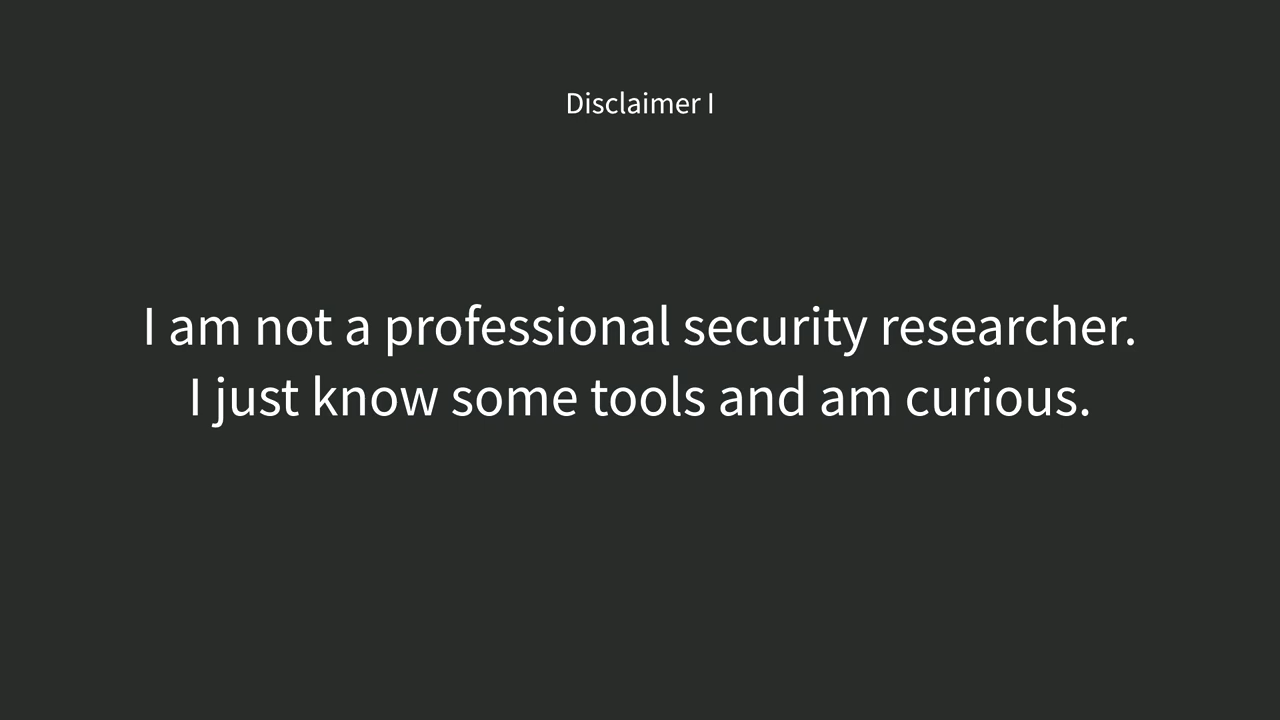 Disclaimer I
I am not a professional security researcher.
I just know some tools and am curious.